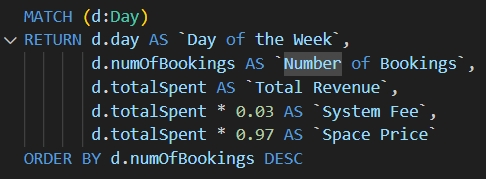 MATCH (d:Day)
RETURN d.day AS `Day of the Week`,
d.numOfBookings AS `Number of Bookings`,
d.totalSpent AS `Total Revenue`,
d.totalSpent * 0.03 AS `System Fee`,
d.totalSpent * 0.97 AS `Space Price`
ORDER BY d.numOfBookings DESC